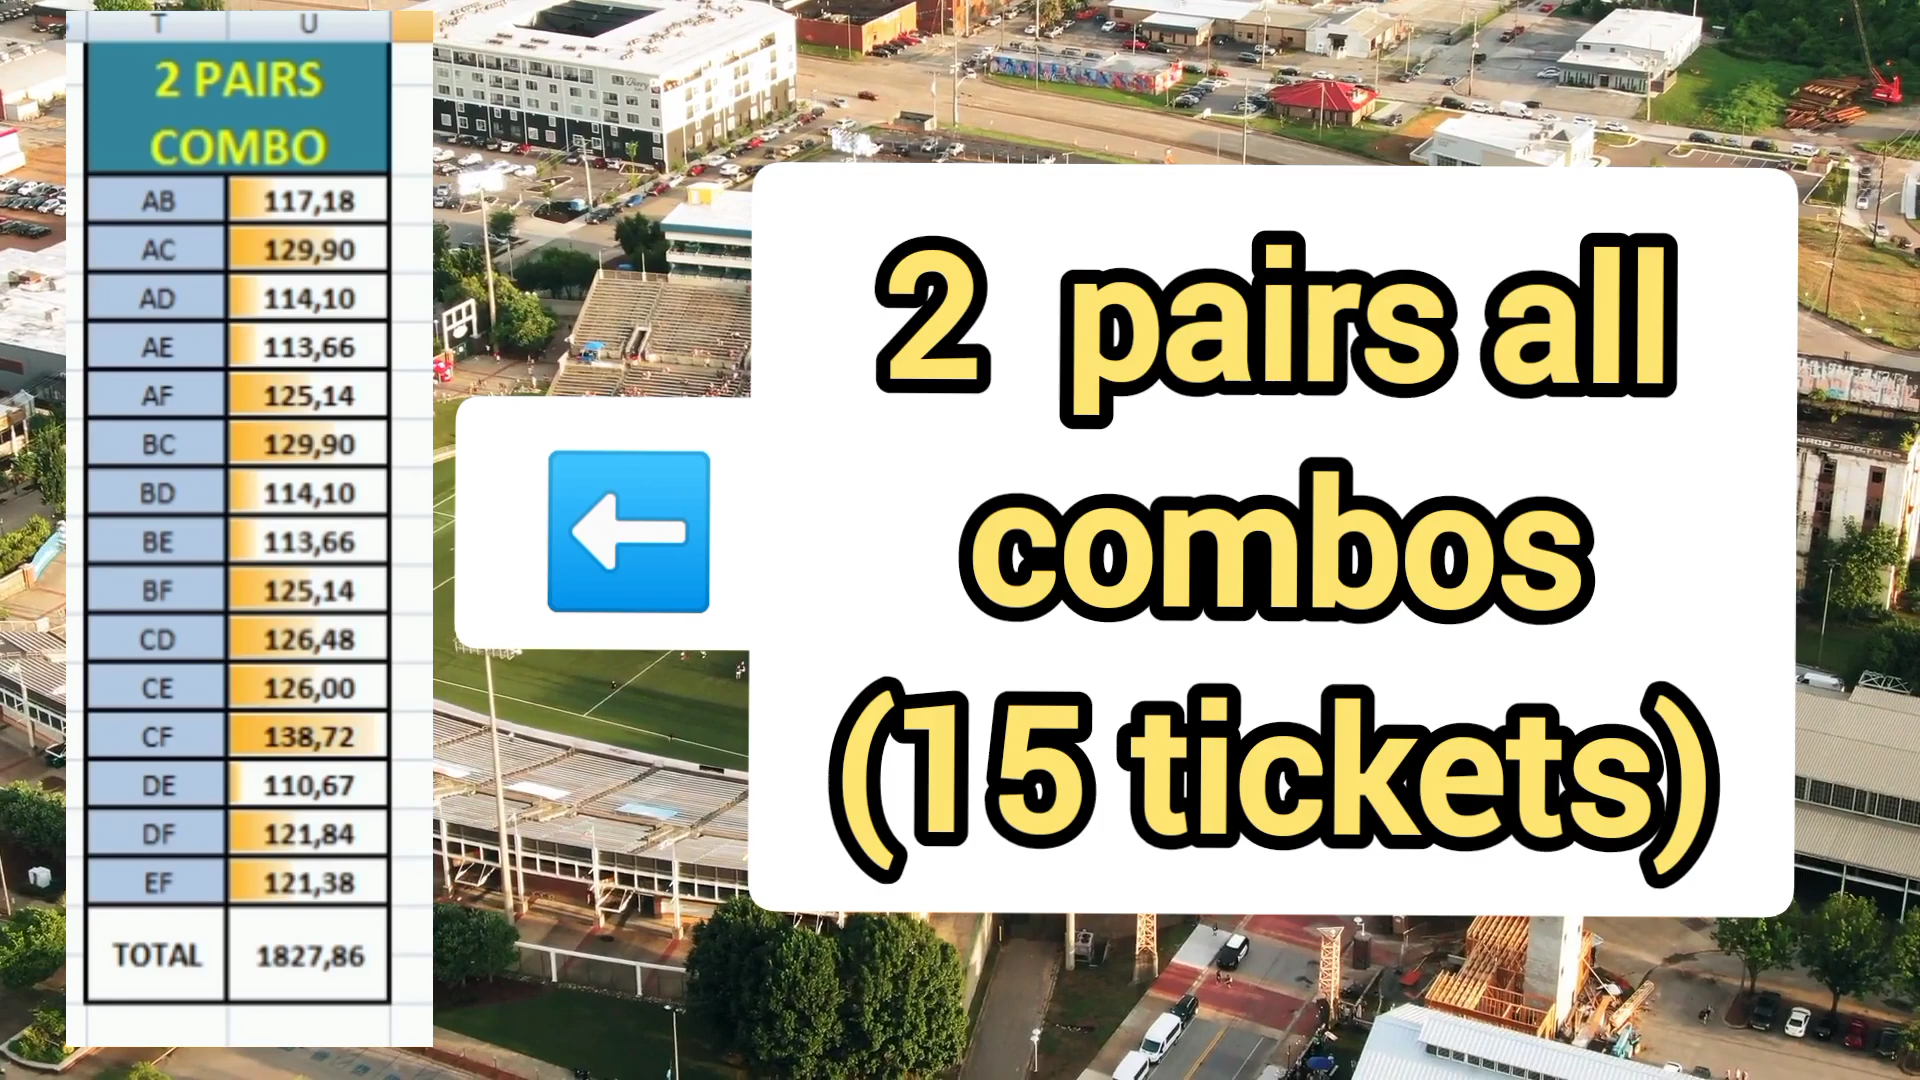 T U
2 PAIRS
COMBO
AB 117,18
AC 129,90
AD 114,10
AE 113,66
AF 125,14
BC 129,90
BD 114,10
BE 113,66
BF 125,14
CD 126,48
CE 126,00
CF 138,72
DE 110,67
DF 121,84
EF 121,38
TOTAL 1827,86
2 pairs all
combos
(15 tickets)